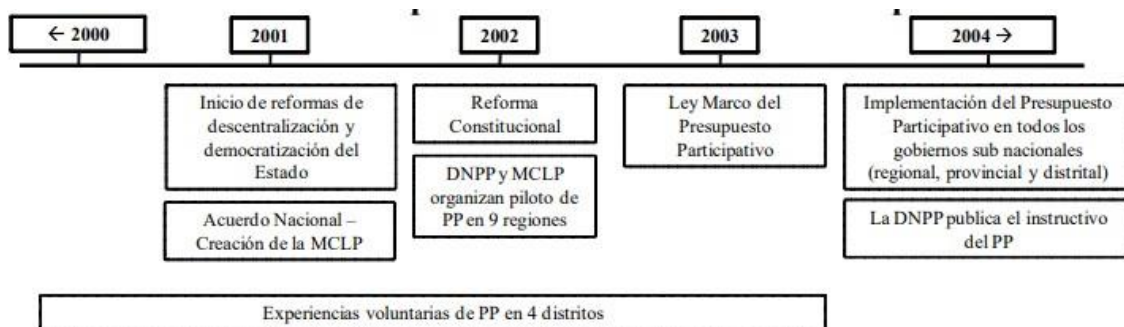 ← 2000
2001
2002
2003
2004 →
Inicio de reformas de
descentralización y
democratización del
Estado
Acuerdo Nacional –
Creación de la MCLP
Reforma
Constitucional
DNPP y MCLP
organizan piloto de
PP en 9 regiones
Ley Marco del
Presupuesto
Participativo
Implementación del Presupuesto
Participativo en todos los
gobiernos sub nacionales
(regional, provincial y distrital)
La DNPP publica el instructivo
del PP
Experiencias voluntarias de PP en 4 distritos